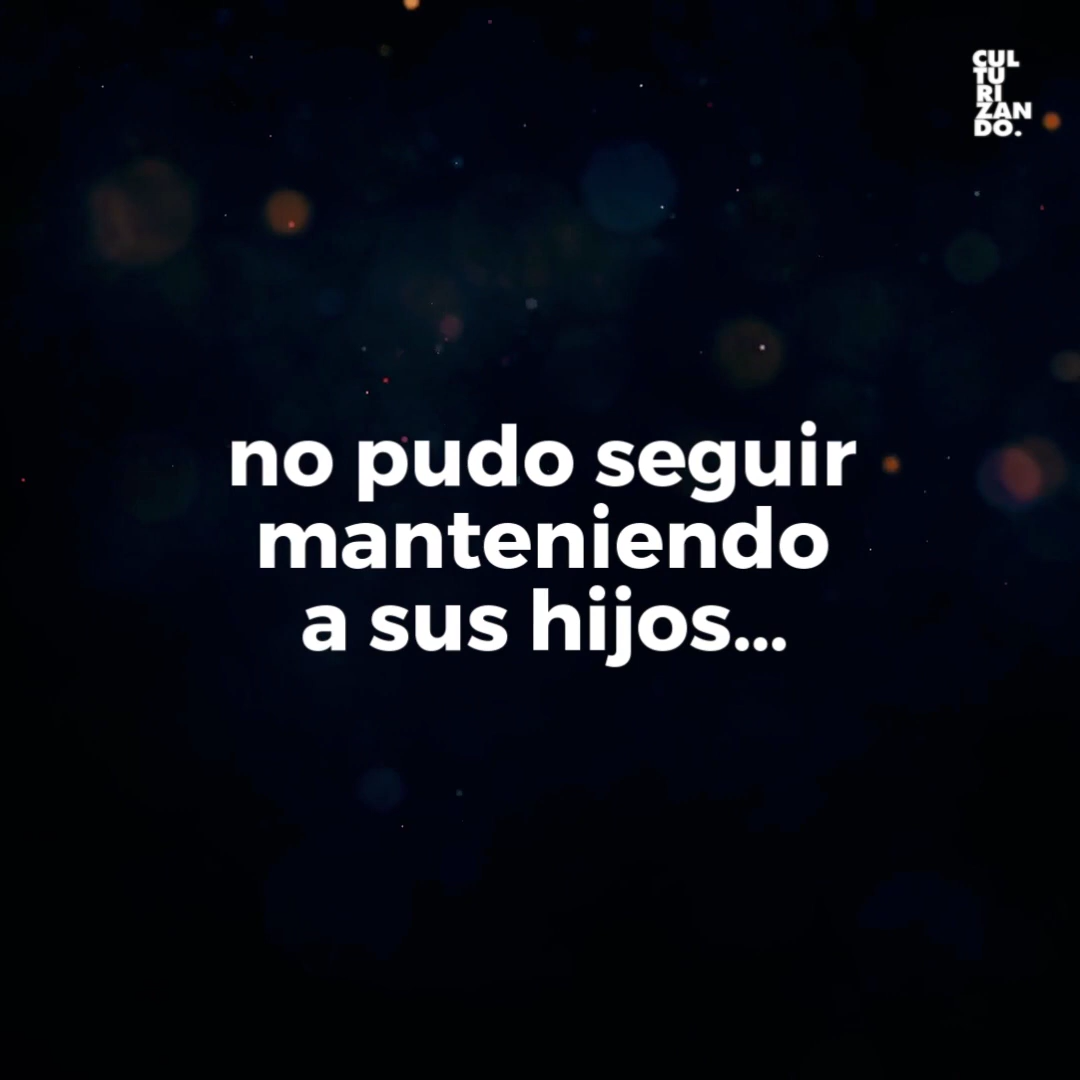 CUL
TU
RI
ZAN
DO.
no pudo seguir
manteniendo
a sus hijos...